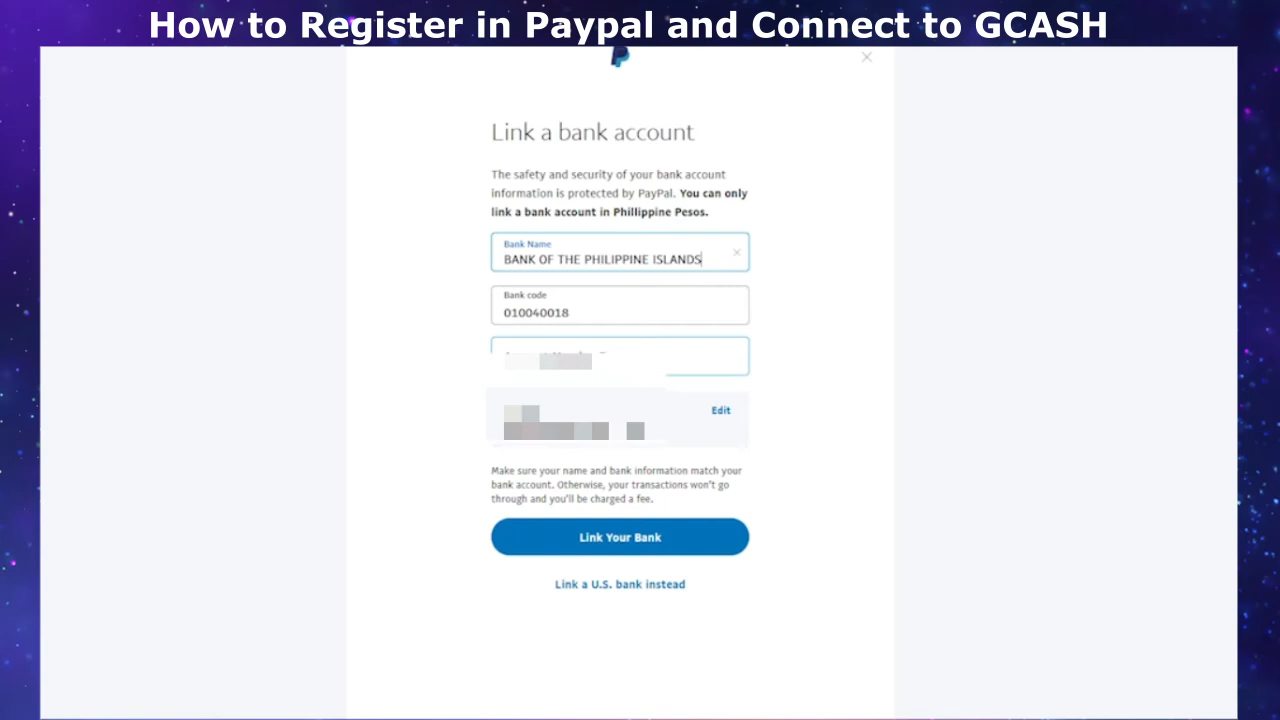 How to Register in Paypal and Connect to GCASH
Link a bank account
The safety and security of your bank account
information is protected by PayPal. You can only
link a bank account in Phillippine Pesos.
Bank Name
BANK OF THE PHILIPPINE ISLANDS
Bank code
010040018
Edit
Make sure your name and bank information match your
bank account. Otherwise, your transactions won't go
through and you'll be charged a fee.
Link Your Bank
Link a U.S. bank instead